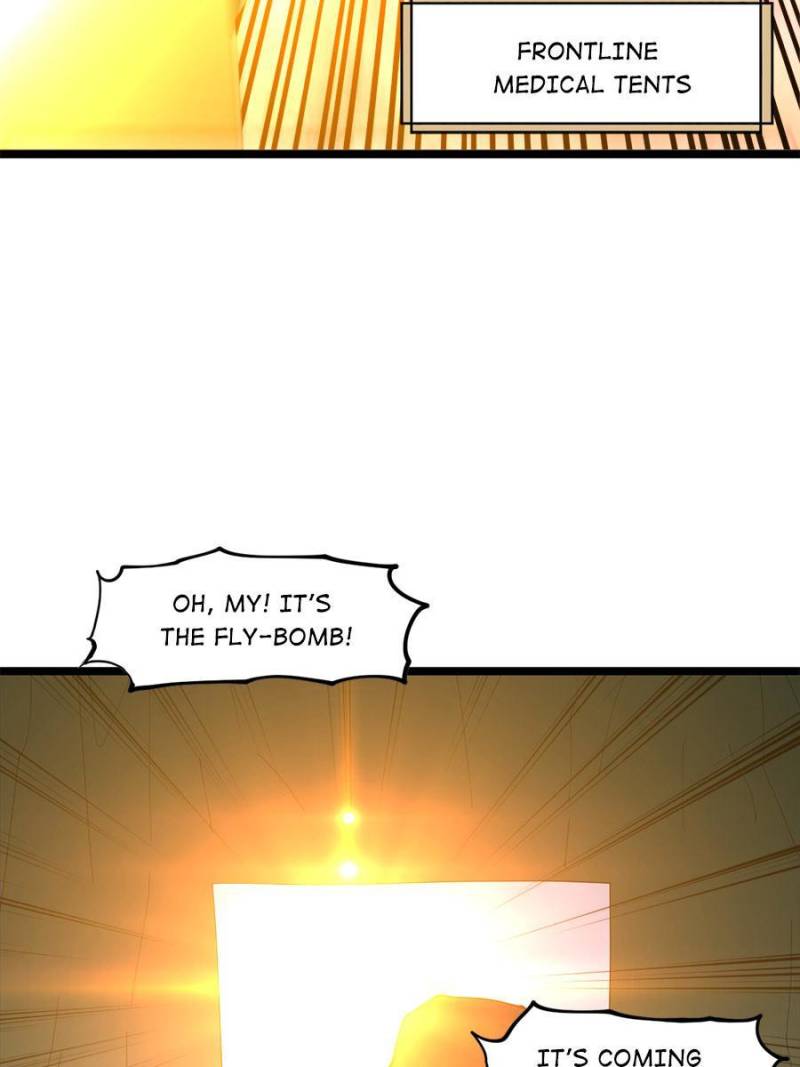 FRONTLINE
MEDICAL TENTS
OH, MY! IT'S
THE FLY-BOMB!
IT'S COMING